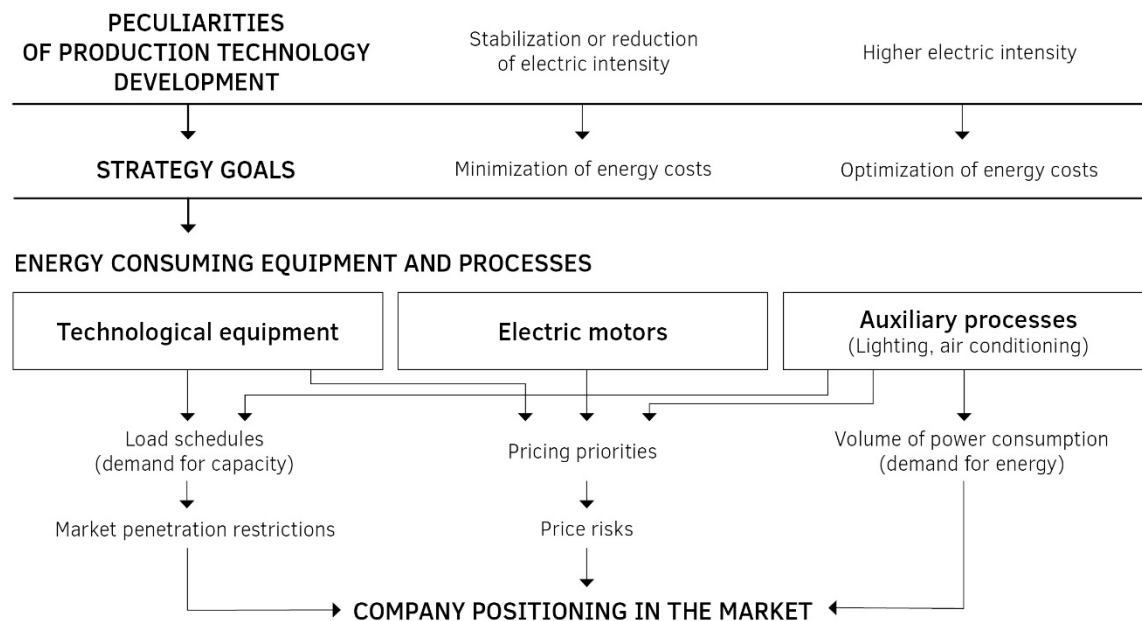 PECULIARITIES
OF PRODUCTION TECHNOLOGY
DEVELOPMENT
Stabilization or reduction
of electric intensity
Higher electric intensity
STRATEGY GOALS
Minimization of energy costs
Optimization of energy costs
ENERGY CONSUMING EQUIPMENT AND PROCESSES
Technological equipment
Electric motors
Auxiliary processes
(Lighting, air conditioning)
Load schedules
(demand for capacity)
Pricing priorities
Volume of power consumption
(demand for energy)
Market penetration restrictions
Price risks
COMPANY POSITIONING IN THE MARKET